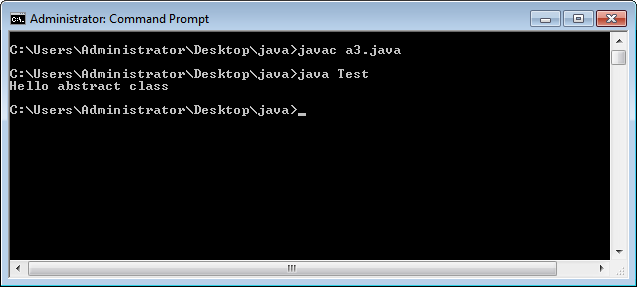 Administrator: Command Prompt
C:\Users\Administrator\Desktop\java>javac a3.java
C:\Users\Administrator\Desktop\java>java Test
Hello abstract class
C:\Users\Administrator\Desktop\java>_